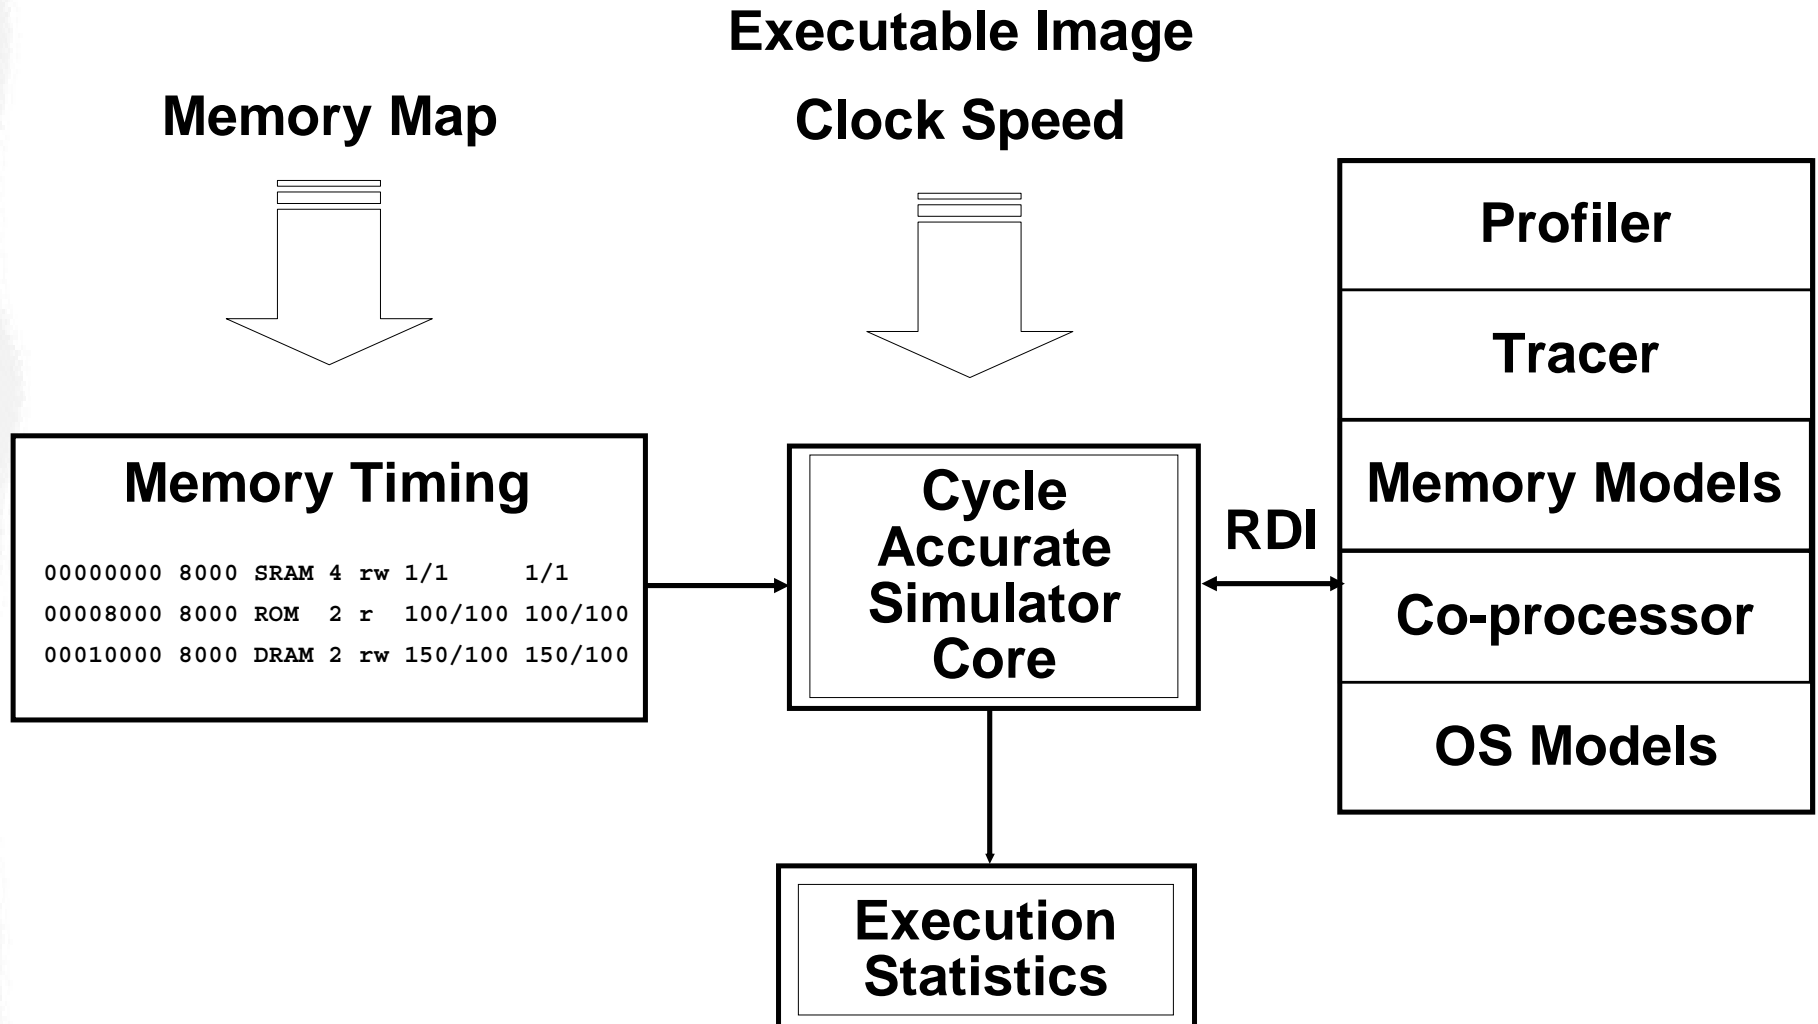 Executable Image
Memory Map
Clock Speed
Memory Timing
00000000 8000 SRAM 4 rw 1/1 1/1
00008000 8000 ROM 2 r 100/100 100/100
00010000 8000 DRAM 2 rw 150/100 150/100
Cycle
Accurate
Simulator
Core
RDI
Profiler
Tracer
Memory Models
Co-processor
OS Models
Execution
Statistics